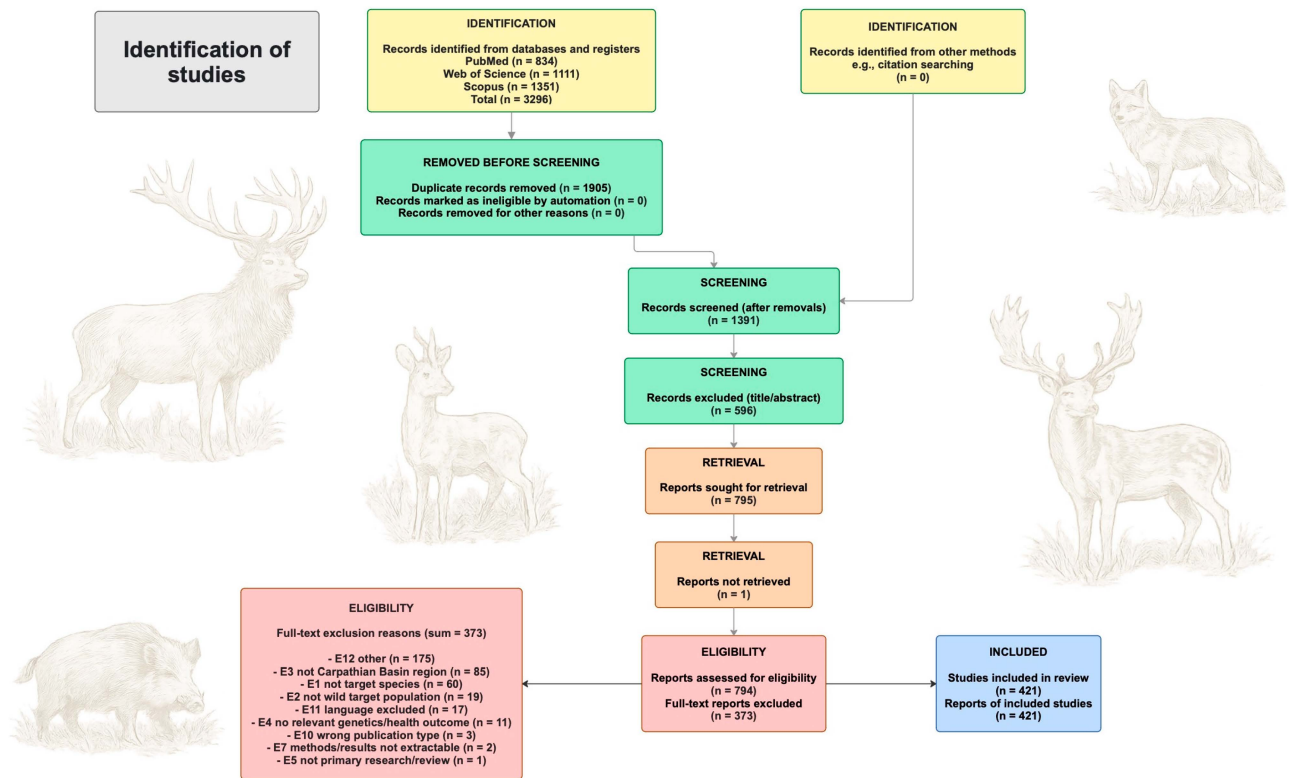 Identification of
studies
IDENTIFICATION
Records identified from databases and registers
PubMed (n = 834)
Web of Science (n = 1111)
Scopus (n = 1351)
Total (n = 3296)
IDENTIFICATION
Records identified from other methods
e.g., citation searching
(n = 0)
REMOVED BEFORE SCREENING
Duplicate records removed (n = 1905)
Records marked as ineligible by automation (n = 0)
Records removed for other reasons (n = 0)
SCREENING
Records screened (after removals)
(n = 1391)
SCREENING
Records excluded (title/abstract)
(n = 596)
RETRIEVAL
Reports sought for retrieval
(n = 795)
RETRIEVAL
Reports not retrieved
(n = 1)
ELIGIBILITY
Full-text exclusion reasons (sum = 373)
- E12 other (n = 175)
- E3 not Carpathian Basin region (n = 85)
- E1 not target species (n = 60)
- E2 not wild target population (n = 19)
- E11 language excluded (n = 17)
- E4 no relevant genetics/health outcome (n = 11)
- E10 wrong publication type (n = 3)
- E7 methods/results not extractable (n = 2)
- E5 not primary research/review (n = 1)
ELIGIBILITY
Reports assessed for eligibility
(n = 794)
Full-text reports excluded
(n = 373)
INCLUDED
Studies included in review
(n = 421)
Reports of included studies
(n = 421)